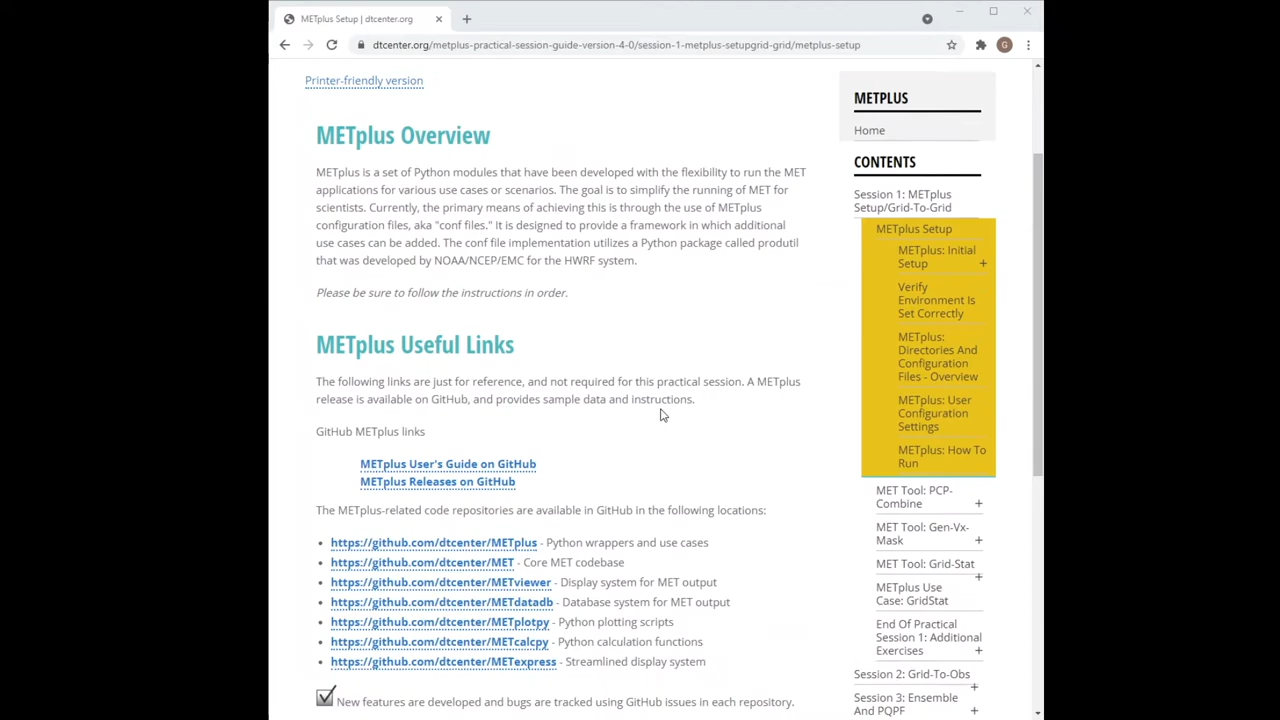 METplus Setup | dtcenter.org
dtcenter.org/metplus-practical-session-guide-version-4-0/session-1-metplus-setupgrid-grid/metplus-setup
G
Printer-friendly version
METplus Overview
METplus is a set of Python modules that have been developed with the flexibility to run the MET
applications for various use cases or scenarios. The goal is to simplify the running of MET for
scientists. Currently, the primary means of achieving this is through the use of METplus
configuration files, aka "conf files." It is designed to provide a framework in which additional
use cases can be added. The conf file implementation utilizes a Python package called produtil
that was developed by NOAA/NCEP/EMC for the HWRF system.
Please be sure to follow the instructions in order.
METplus Useful Links
The following links are just for reference, and not required for this practical session. A METplus
release is available on GitHub, and provides sample data and instructions.
GitHub METplus links
METplus User's Guide on GitHub
METplus Releases on GitHub
The METplus-related code repositories are available in GitHub in the following locations:
• https://github.com/dtcenter/METplus - Python wrappers and use cases
• https://github.com/dtcenter/MET - Core MET codebase
• https://github.com/dtcenter/METviewer - Display system for MET output
• https://github.com/dtcenter/METdatadb - Database system for MET output
• https://github.com/dtcenter/METplotpy - Python plotting scripts
• https://github.com/dtcenter/METcalcpy - Python calculation functions
• https://github.com/dtcenter/METexpress - Streamlined display system
New features are developed and bugs are tracked using GitHub issues in each repository.
METPLUS
Home
CONTENTS
Session 1: METplus
Setup/Grid-To-Grid
METplus Setup
METplus: Initial
Setup +
Verify
Environment Is
Set Correctly
METplus:
Directories And
Configuration
Files - Overview
METplus: User
Configuration
Settings
METplus: How To
Run
MET Tool: PCP-
Combine +
MET Tool: Gen-Vx-
Mask +
MET Tool: Grid-Stat
+
METplus Use
Case: GridStat
End Of Practical
Session 1: Additional
Exercises +
Session 2: Grid-To-Obs
+
Session 3: Ensemble
And PQPF +